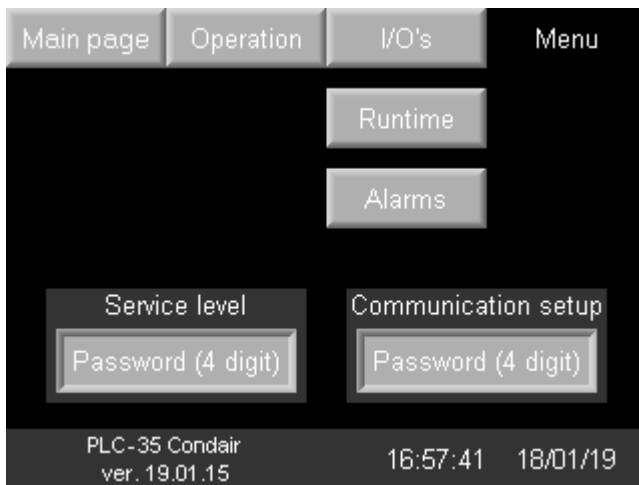 Main page Operation I/O's Menu
Runtime
Alarms
Service level Communication setup
Password (4 digit) Password (4 digit)
PLC-35 Condair
ver. 19.01.15
16:57:41 18/01/19